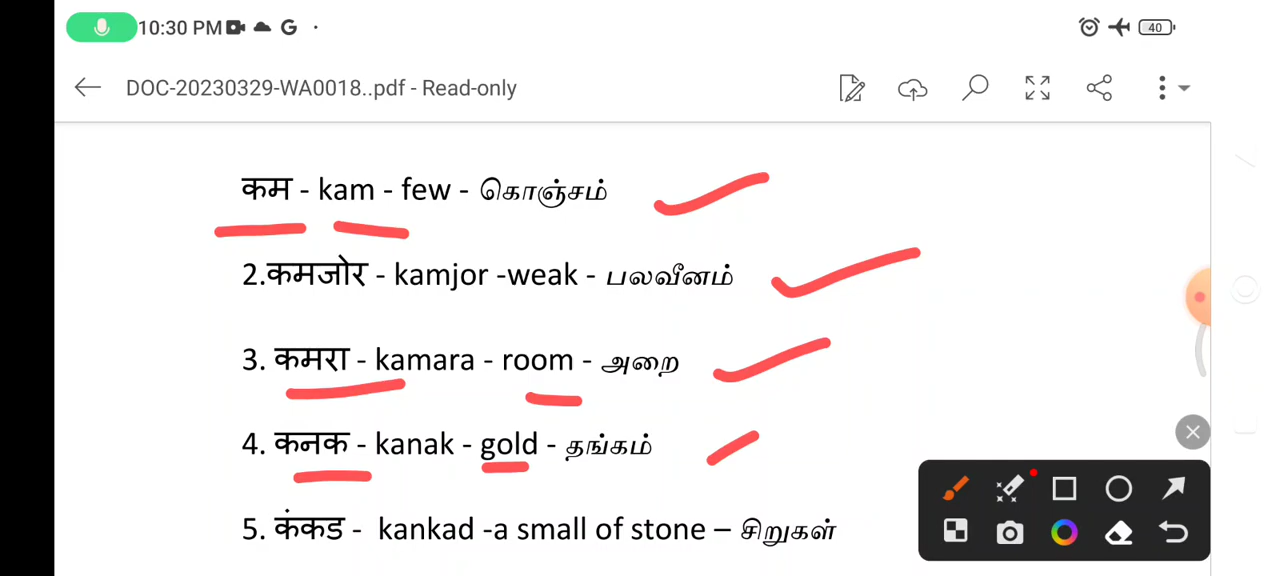 10:30 PM G · 40
DOC-20230329-WA0018..pdf - Read-only
कम - kam - few - கொஞ்சம்
2.कमजोर - kamjor -weak - பலவீனம்
3. कमरा - kamara - room - அறை
4. कनक - kanak - gold - தங்கம்
5. कंकड - kankad -a small of stone – சிறுகள்